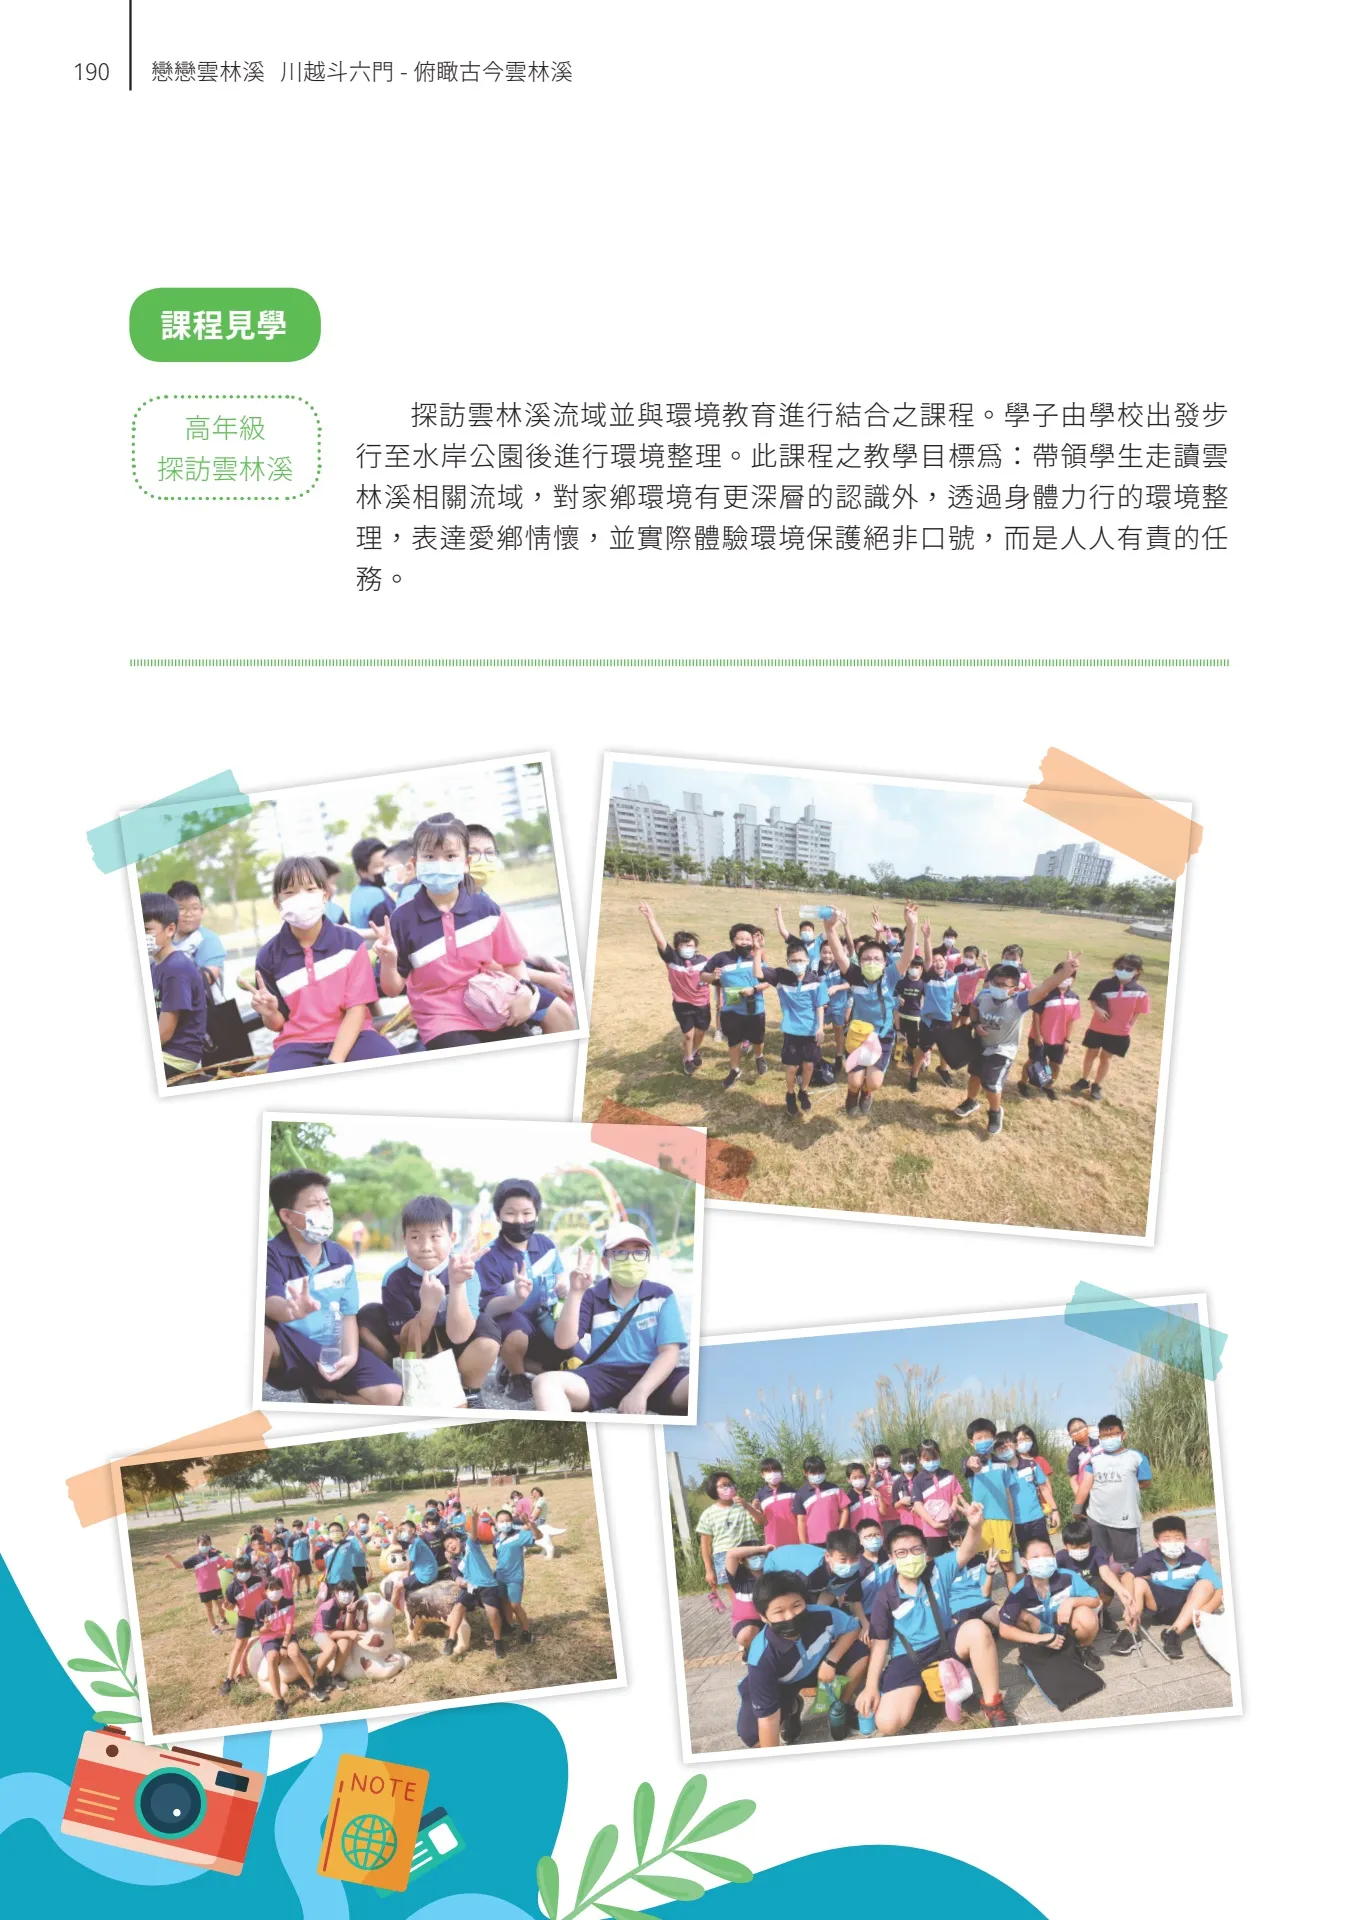 190
戀戀雲林溪 川越斗六門 - 俯瞰古今雲林溪
課程見學
高年級
探訪雲林溪
探訪雲林溪流域並與環境教育進行結合之課程。學子由學校出發步
行至水岸公園後進行環境整理。此課程之教學目標為：帶領學生走讀雲
林溪相關流域，對家鄉環境有更深層的認識外，透過身體力行的環境整
理，表達愛鄉情懷，並實際體驗環境保護絕非口號，而是人人有責的任
務。
NOTE